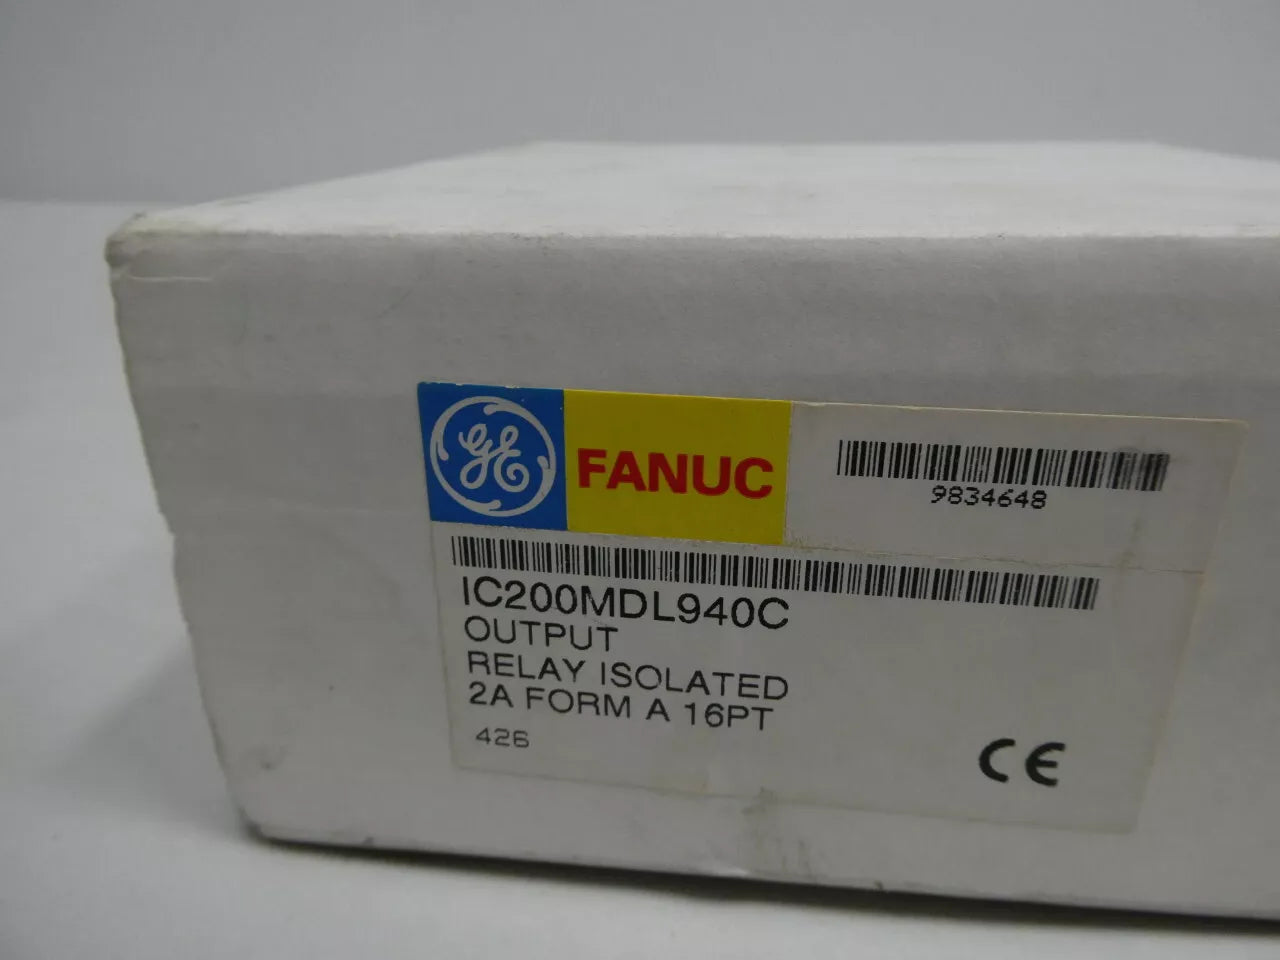 GE
FANUC
9834648
IC200MDL940C
OUTPUT
RELAY ISOLATED
2A FORM A 16PT
426
CE